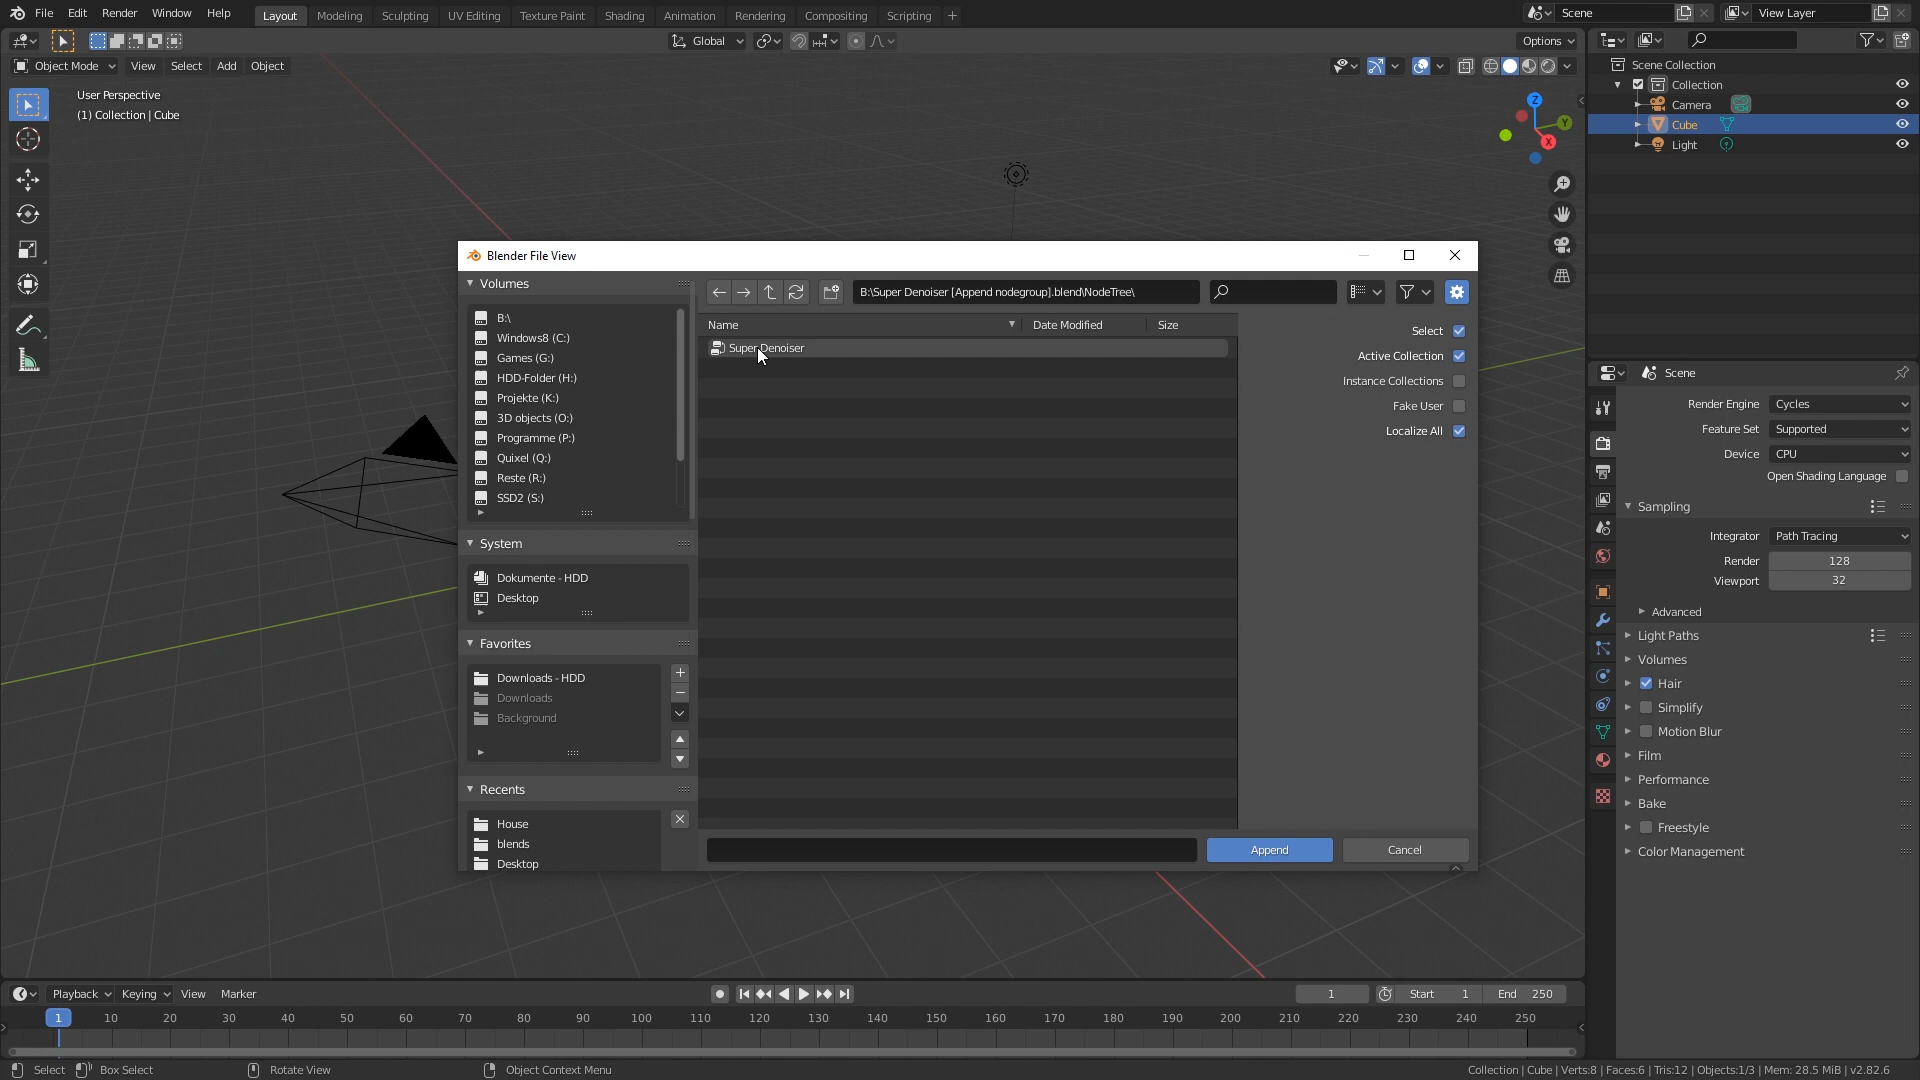 File Edit Render Window Help Layout Modeling Sculpting UV Editing Texture Paint Shading Animation Rendering Compositing Scripting + Scene View Layer
Global Options
Object Mode View Select Add Object
User Perspective
(1) Collection | Cube
Z
Y
X
Scene Collection
Collection
Camera
Cube
Light
Blender File View
Volumes
B:\
Windows8 (C:)
Games (G:)
HDD-Folder (H:)
Projekte (K:)
3D objects (O:)
Programme (P:)
Quixel (Q:)
Reste (R:)
SSD2 (S:)
System
Dokumente - HDD
Desktop
Favorites
Downloads - HDD
Downloads
Background
Recents
House
blends
Desktop
B:\Super Denoiser [Append nodegroup].blend\NodeTree\
Name Date Modified Size
Super Denoiser
Select
Active Collection
Instance Collections
Fake User
Localize All
Append Cancel
Scene
Render Engine Cycles
Feature Set Supported
Device CPU
Open Shading Language
Sampling
Integrator Path Tracing
Render 128
Viewport 32
Advanced
Light Paths
Volumes
Hair
Simplify
Motion Blur
Film
Performance
Bake
Freestyle
Color Management
Playback Keying View Marker 1 Start 1 End 250
1 10 20 30 40 50 60 70 80 90 100 110 120 130 140 150 160 170 180 190 200 210 220 230 240 250
Select Box Select Rotate View Object Context Menu Collection | Cube | Verts:8 | Faces:6 | Tris:12 | Objects:1/3 | Mem: 28.5 MiB | v2.82.6